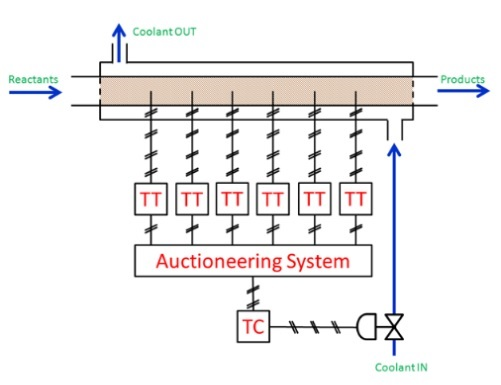 Coolant OUT
Reactants
Products
TT TT TT TT TT TT
Auctioneering System
TC
Coolant IN